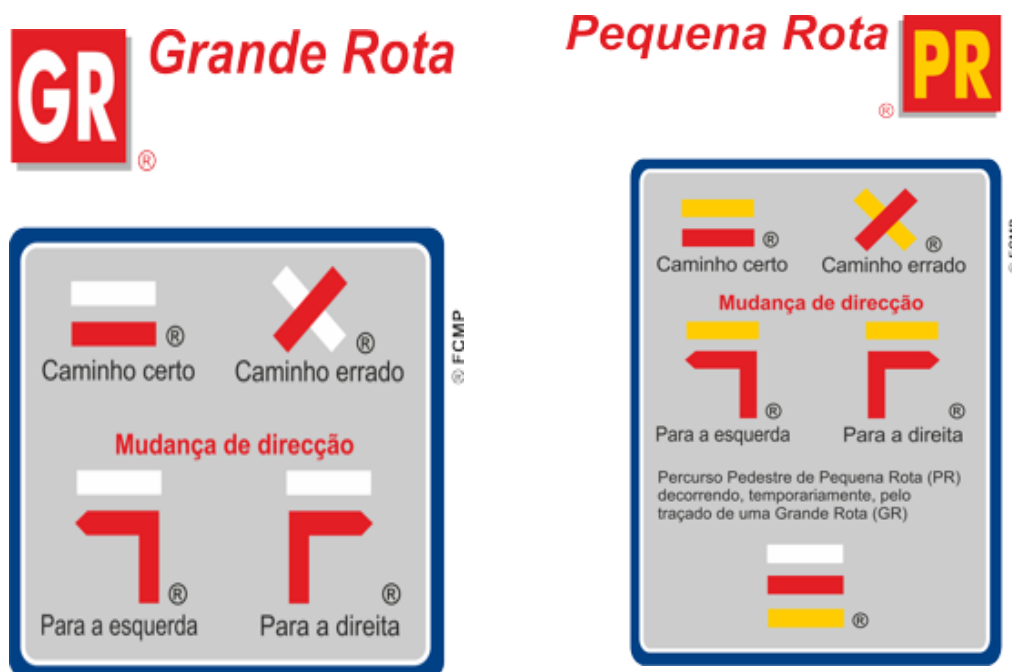 GR
Grande Rota
®
Caminho certo
®
Caminho errado
®
Mudança de direcção
Para a esquerda
®
Para a direita
®
® FCMP
Pequena Rota
PR
®
Caminho certo
®
Caminho errado
®
Mudança de direcção
Para a esquerda
®
Para a direita
®
Percurso Pedestre de Pequena Rota (PR)
decorrendo, temporariamente, pelo
traçado de uma Grande Rota (GR)
®